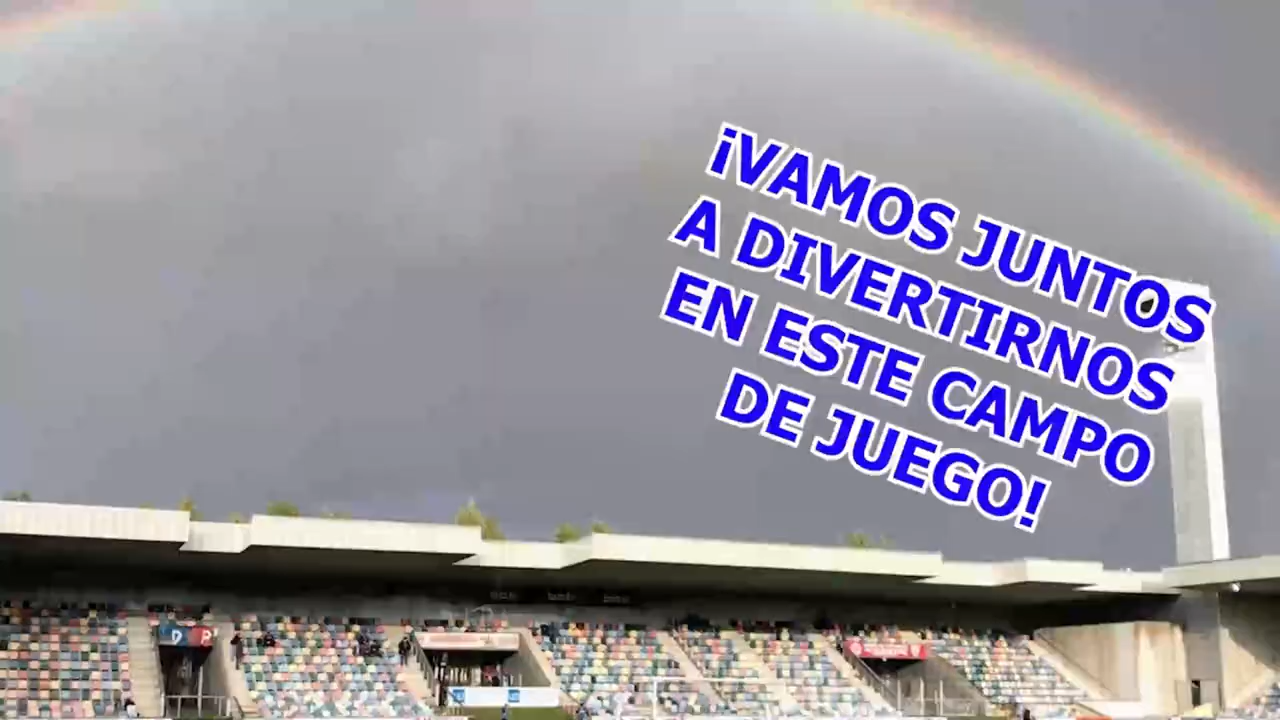 ¡VAMOS JUNTOS
A DIVERTIRNOS
EN ESTE CAMPO
DE JUEGO!
D P